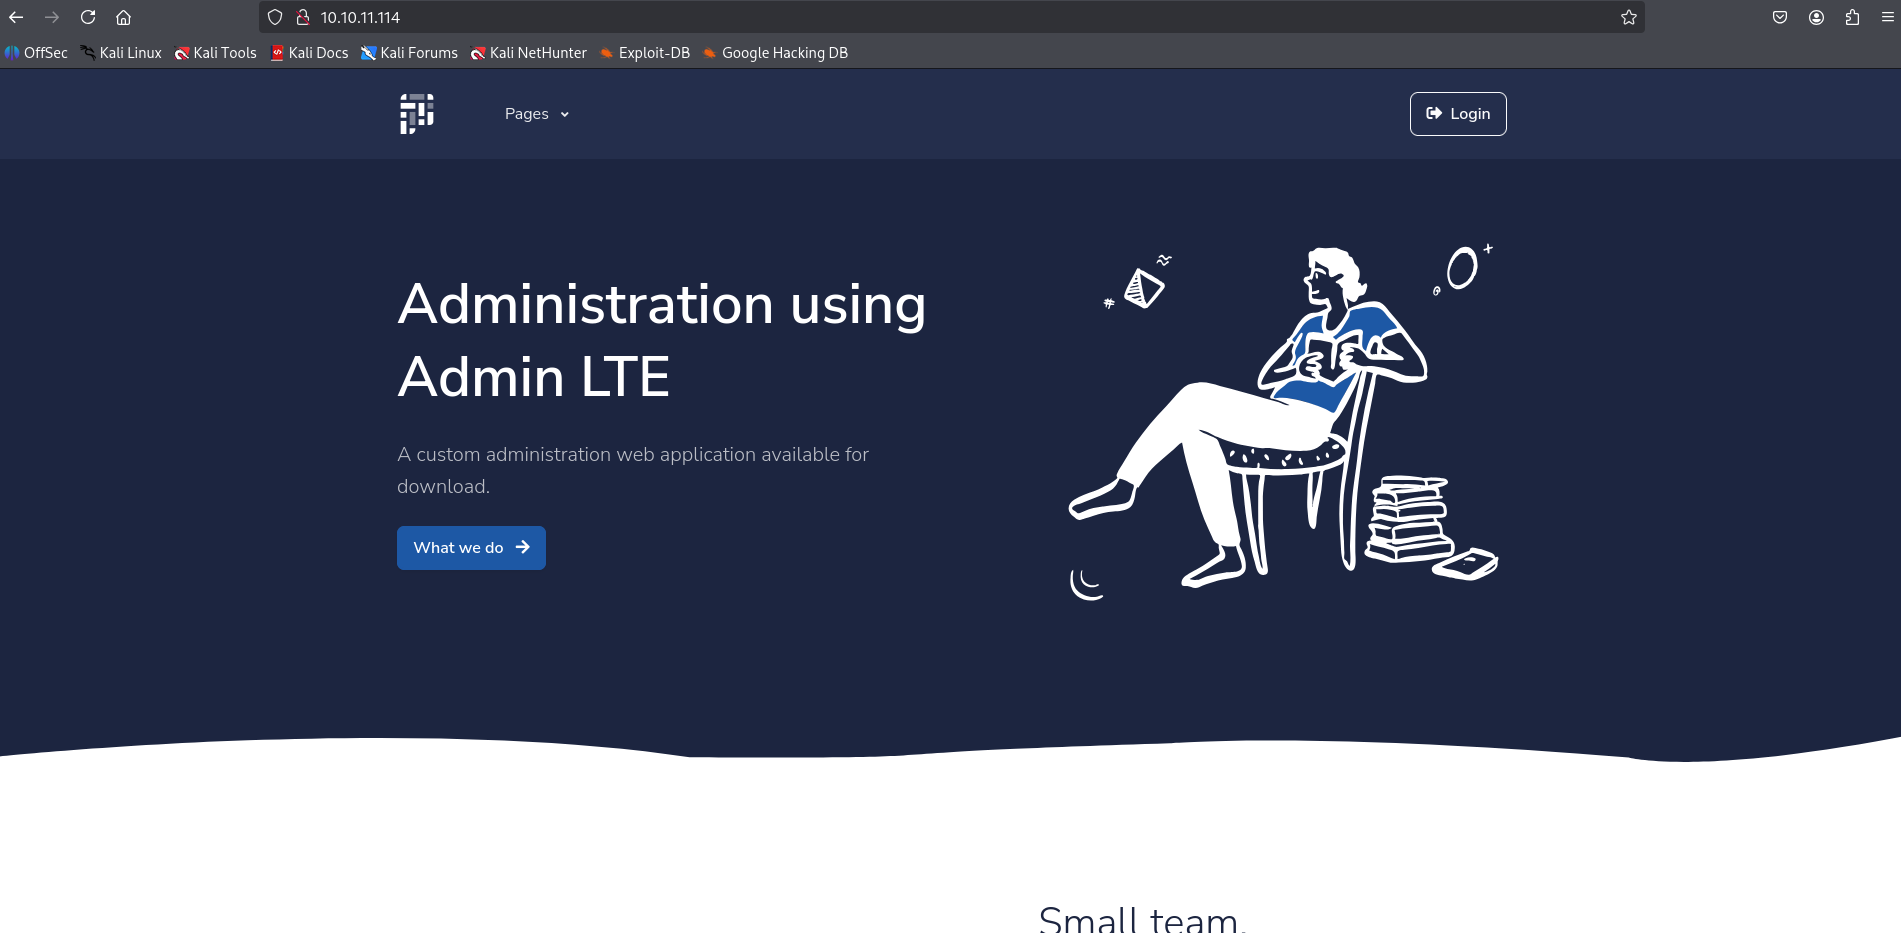 10.10.11.114
OffSec Kali Linux Kali Tools Kali Docs Kali Forums Kali NetHunter Exploit-DB Google Hacking DB
Pages Login
Administration using
Admin LTE
A custom administration web application available for
download.
What we do
Small team.